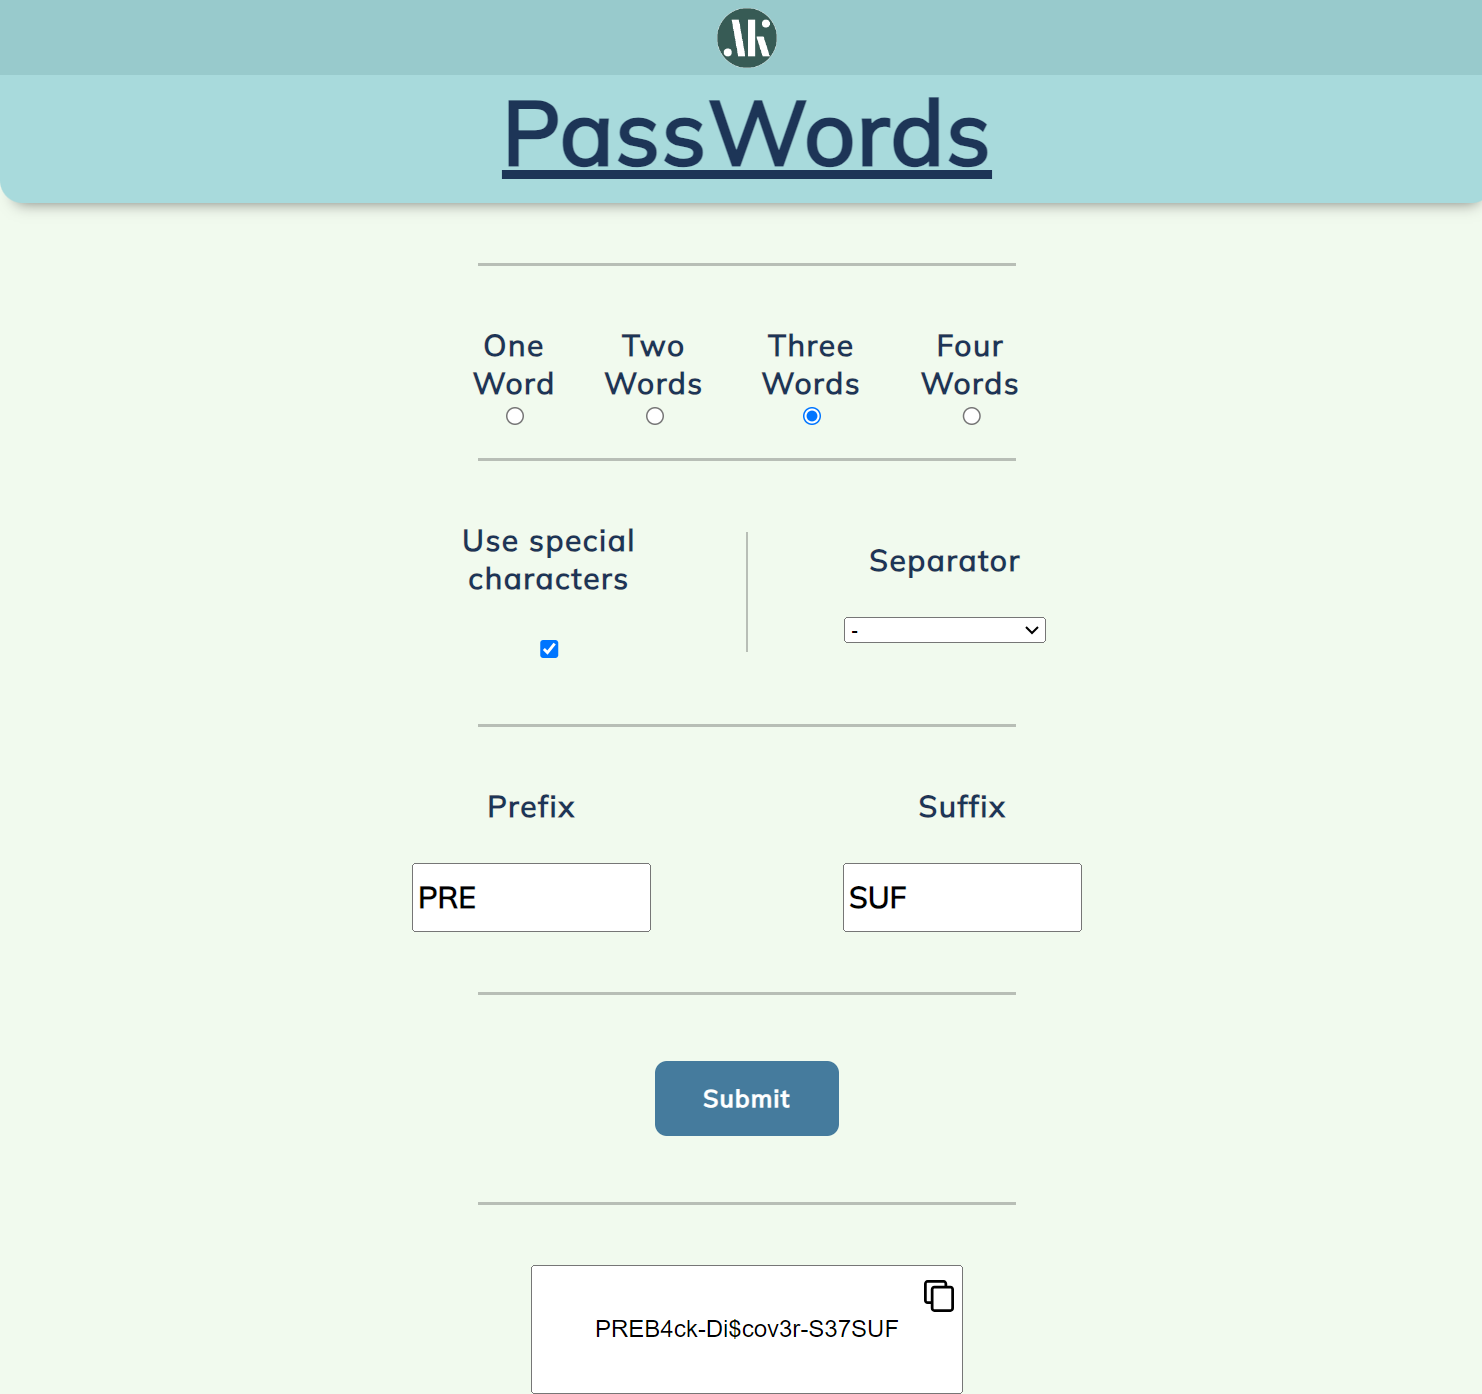 PassWords
One Word
Two Words
Three Words
Four Words
Use special
characters
Separator
-
Prefix
Suffix
PRE
SUF
Submit
PREB4ck-Di$cov3r-S37SUF